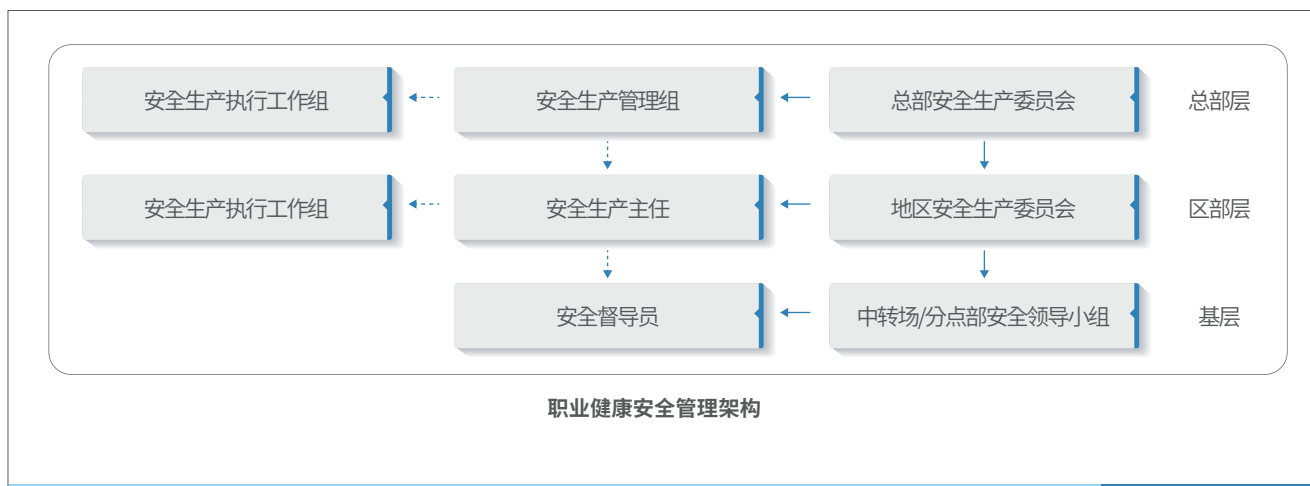 安全生产执行工作组
安全生产管理组
总部安全生产委员会
总部层
安全生产执行工作组
安全生产主任
地区安全生产委员会
区部层
安全督导员
中转场/分点部安全领导小组
基层
职业健康安全管理架构